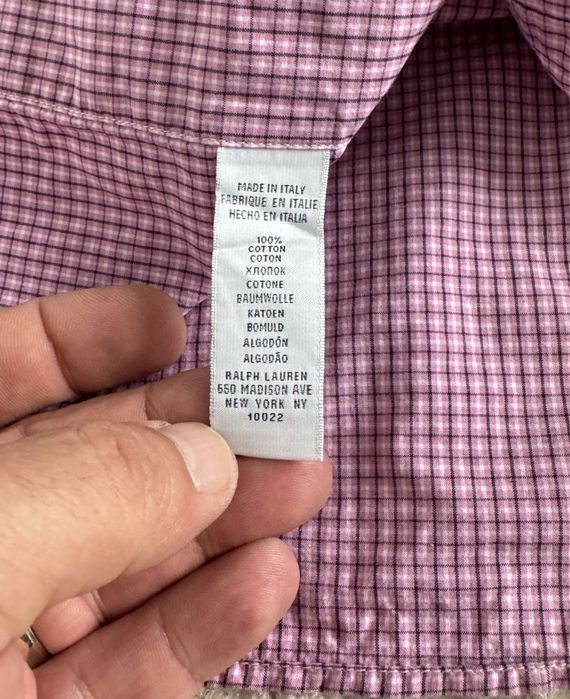 MADE IN ITALY
FABRIQUE EN ITALIE
HECHO EN ITALIA
100%
COTTON
COTON
ХЛОПОК
COTONE
BAUMWOLLE
KATOEN
BOMULD
ALGODÓN
ALGODÃO
RALPH LAUREN
650 MADISON AVE
NEW YORK NY
10022